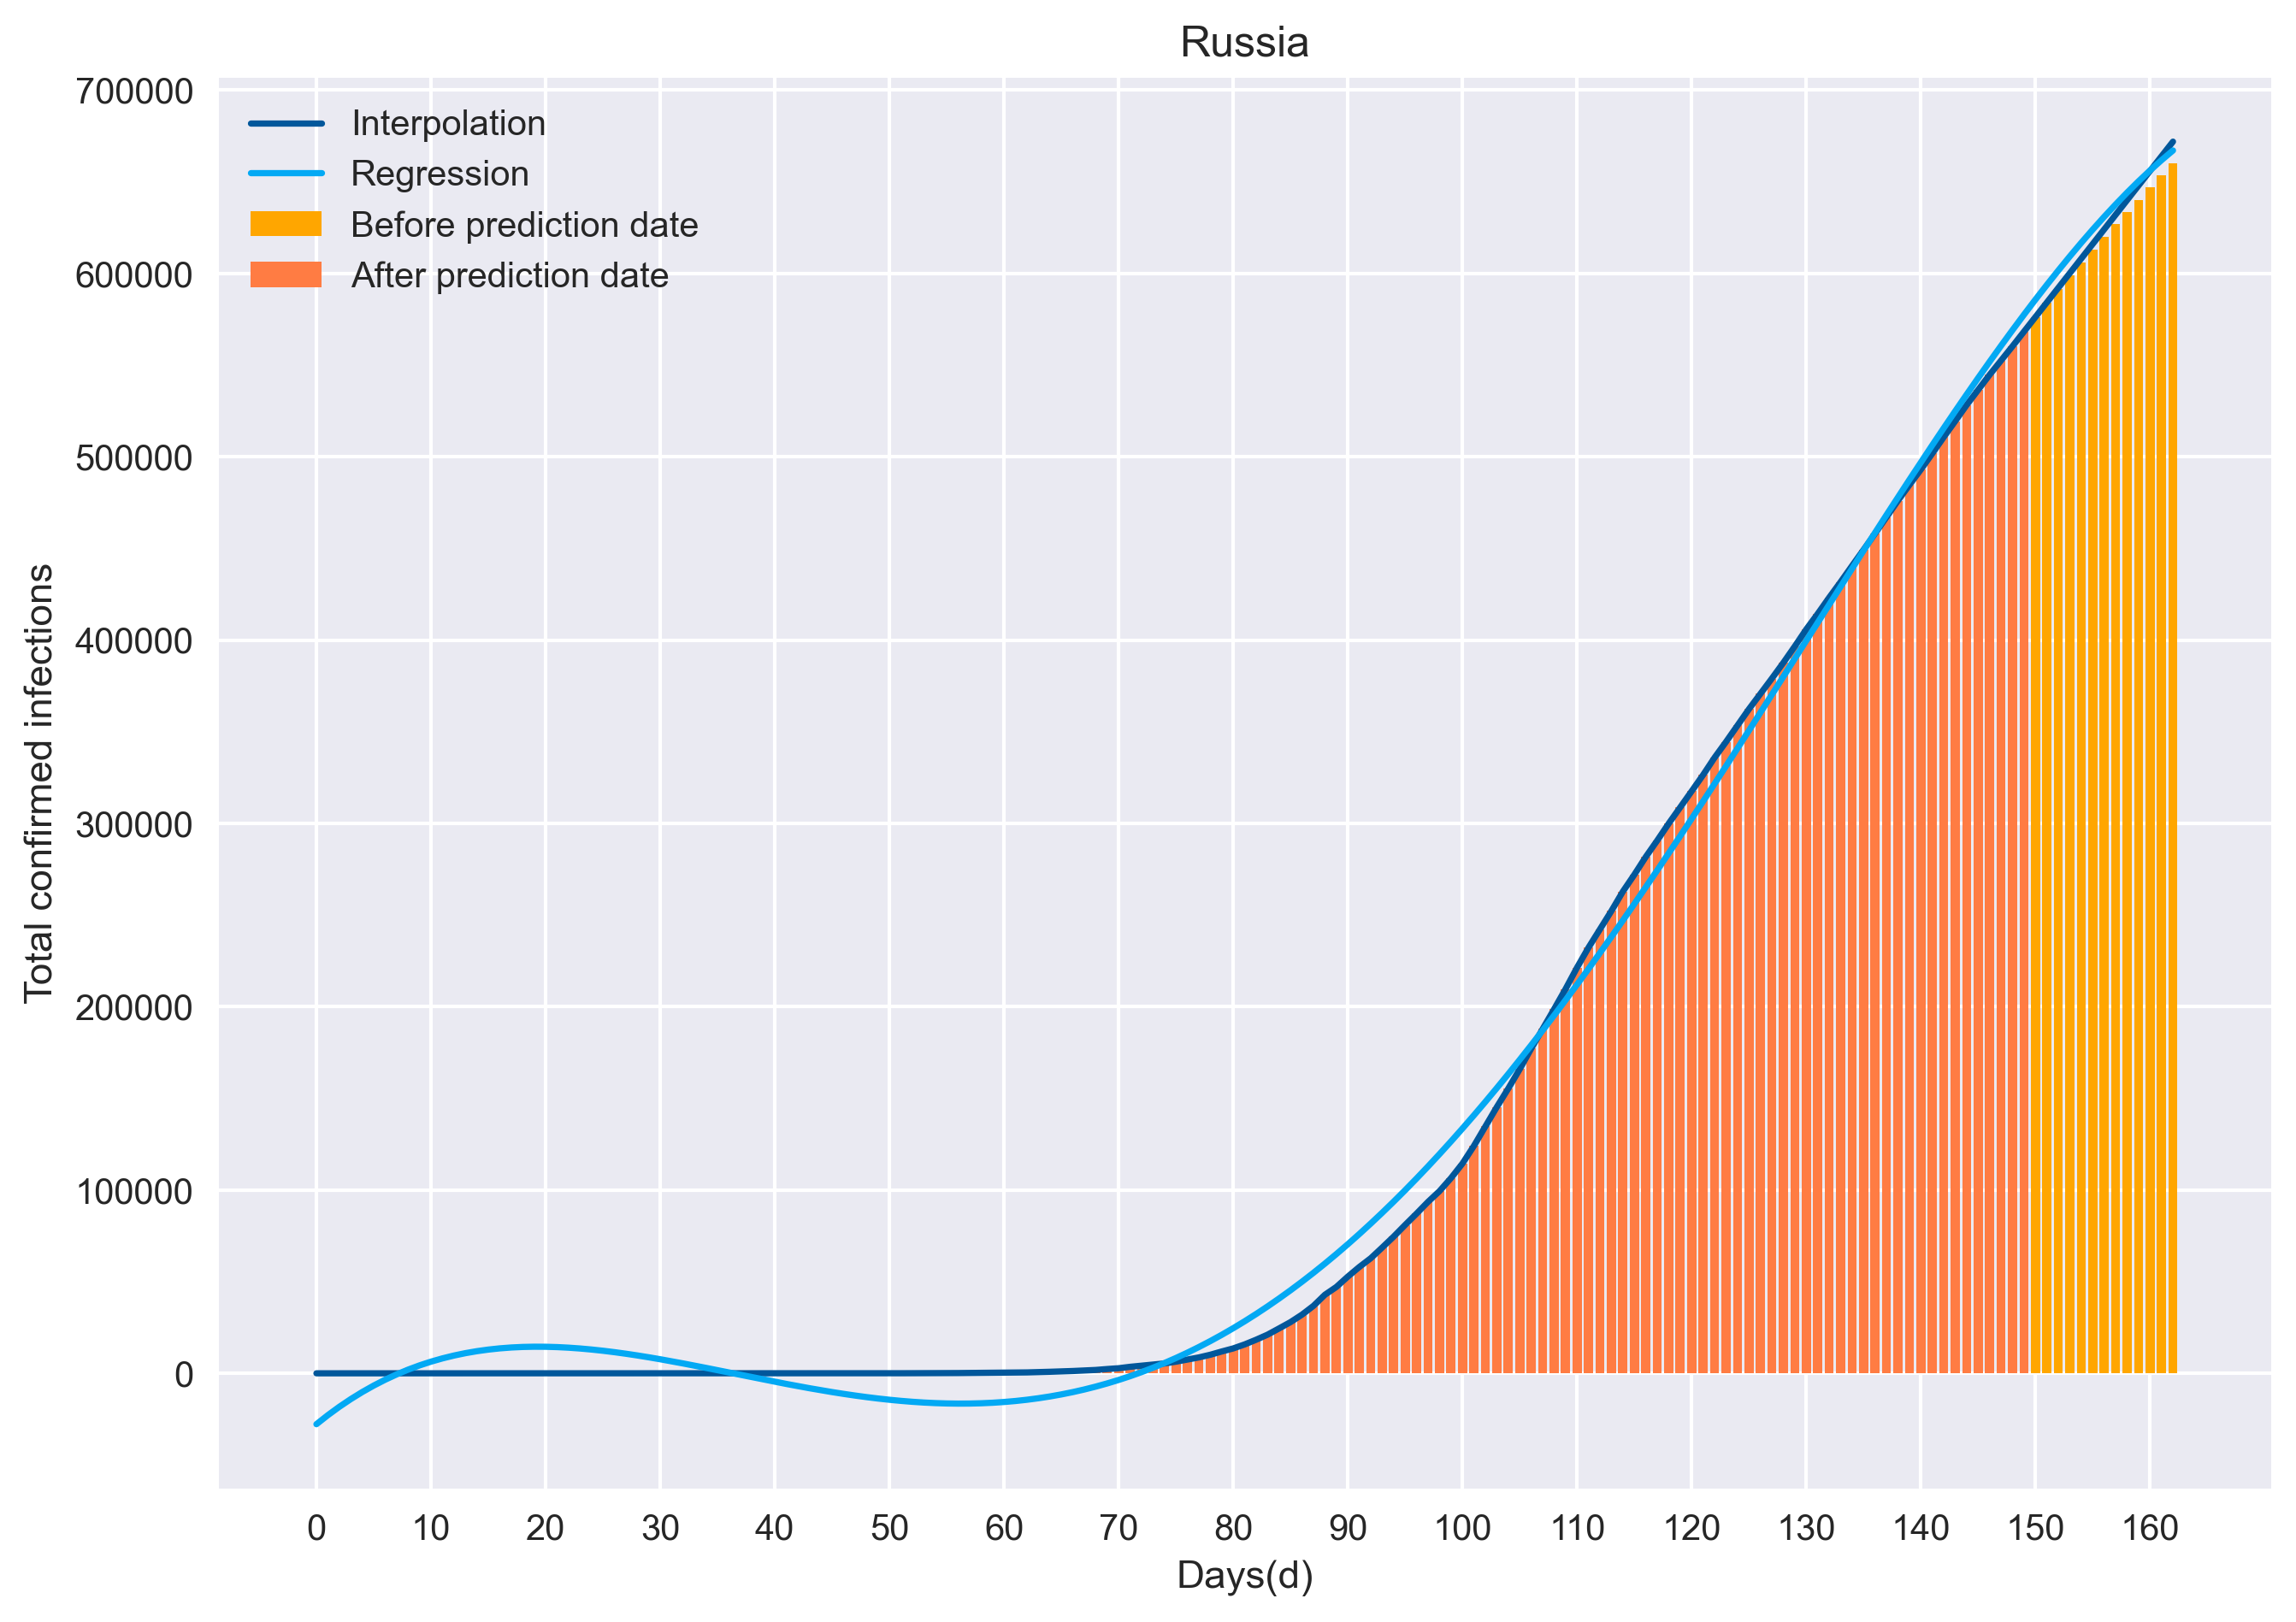 Russia
700000
600000
500000
400000
300000
200000
100000
0
Total confirmed infections
Interpolation
Regression
Before prediction date
After prediction date
0 10 20 30 40 50 60 70 80 90 100 110 120 130 140 150 160
Days(d)